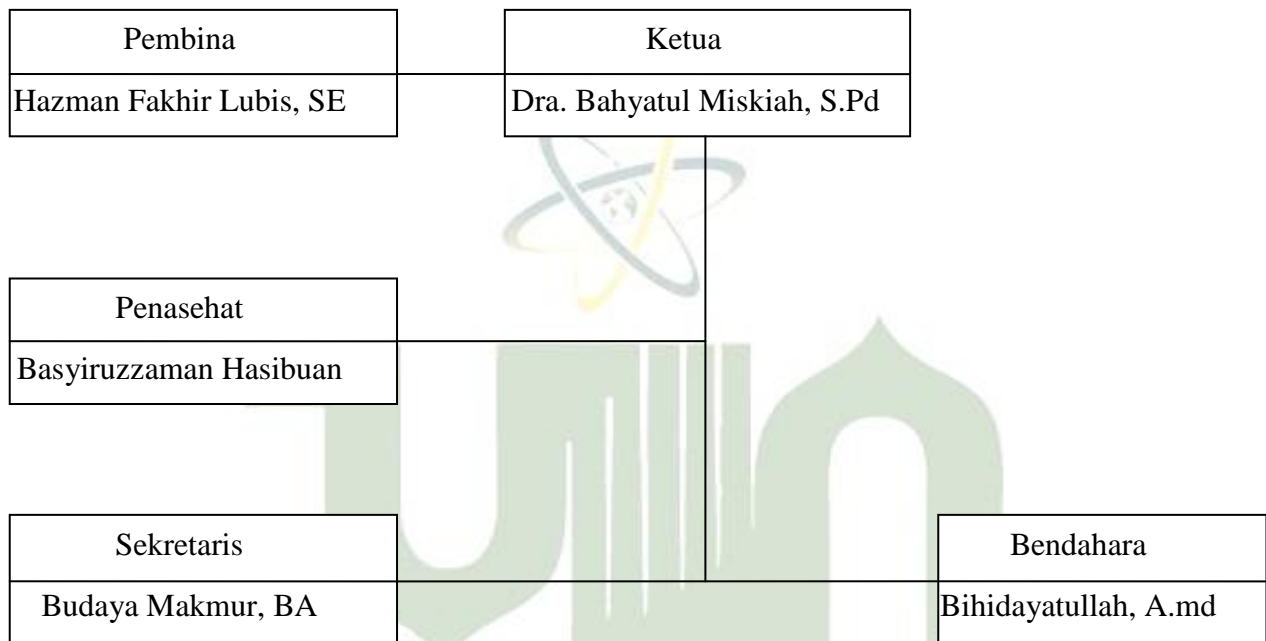 Pembina
Ketua
Hazman Fakhir Lubis, SE
Dra. Bahyatul Miskiah, S.Pd
Penasehat
Basyiruzzaman Hasibuan
Sekretaris
Bendahara
Budaya Makmur, BA
Bihidayatullah, A.md